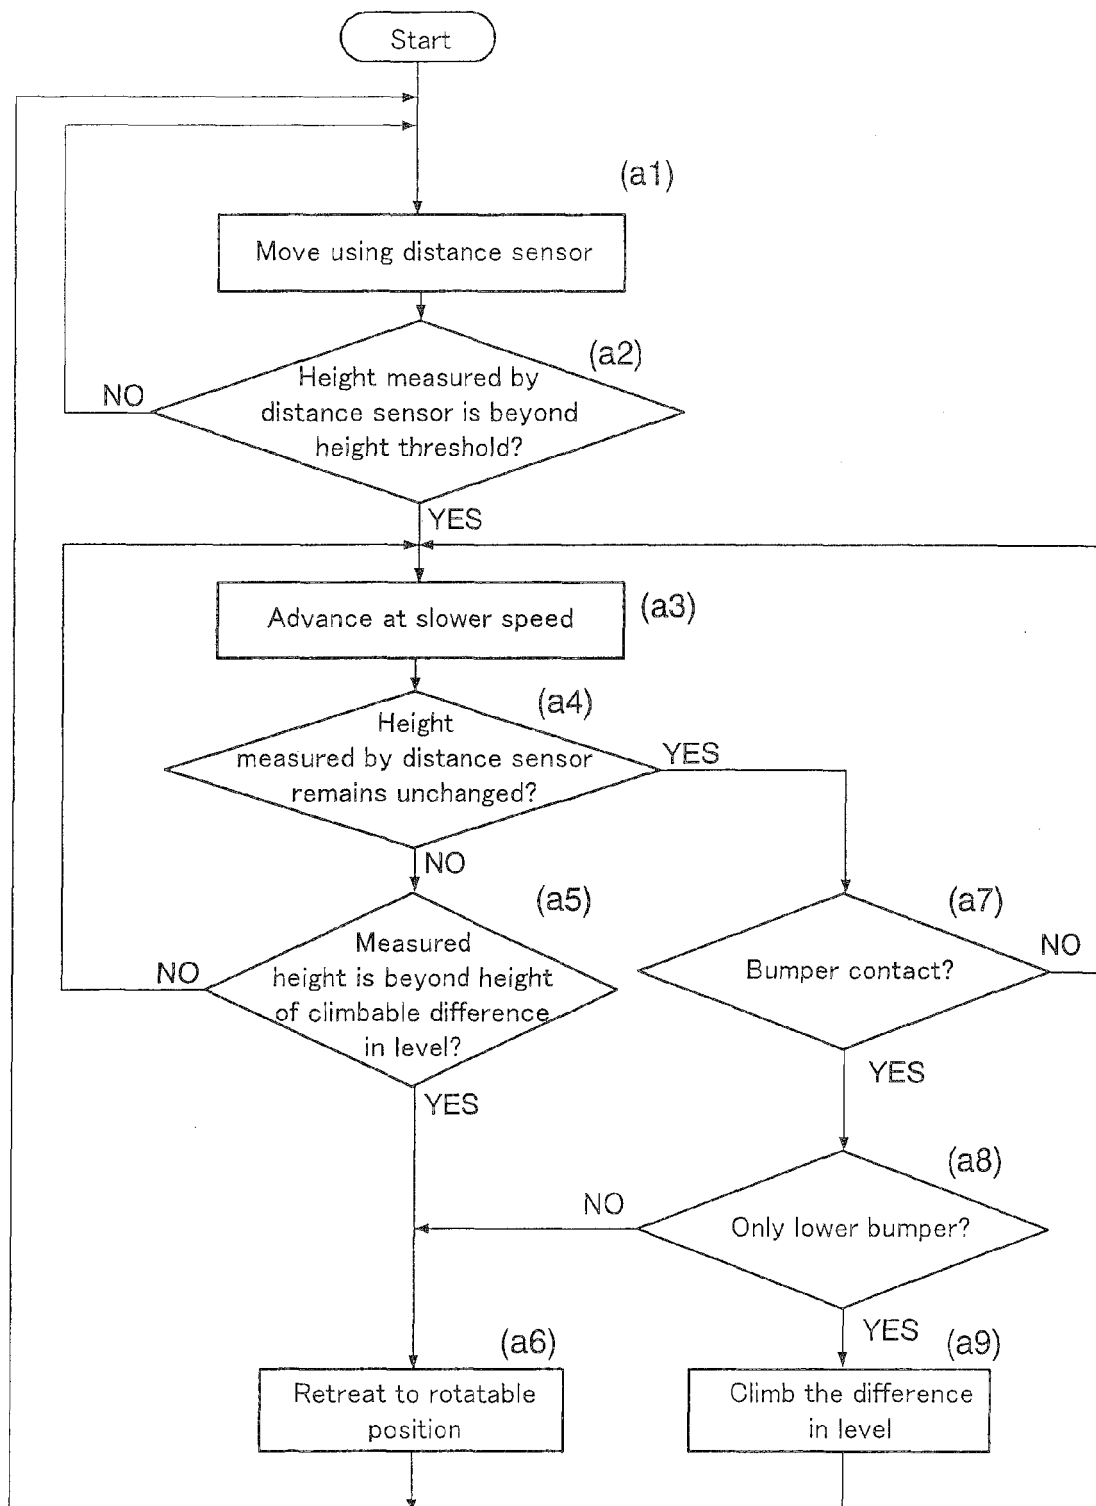 Start
(a1)
Move using distance sensor
(a2)
Height measured by
distance sensor is beyond
height threshold?
NO
YES
Advance at slower speed
(a3)
(a4)
Height
measured by distance sensor
remains unchanged?
YES
NO
(a5)
Measured
height is beyond height
of climbable difference
in level?
NO
YES
(a7)
Bumper contact?
NO
YES
(a8)
Only lower bumper?
NO
YES
(a6)
Retreat to rotatable
position
(a9)
Climb the difference
in level